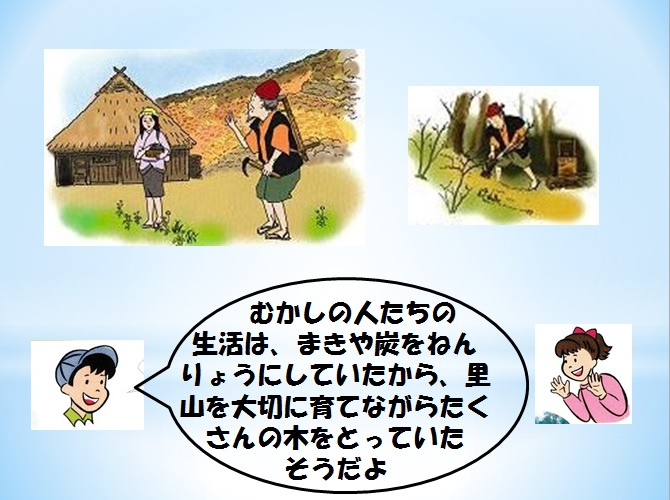 むかしの人たちの
生活は、まきや炭をねん
りょうにしていたから、里
山を大切に育てながらたく
さんの木をとっていた
そうだよ